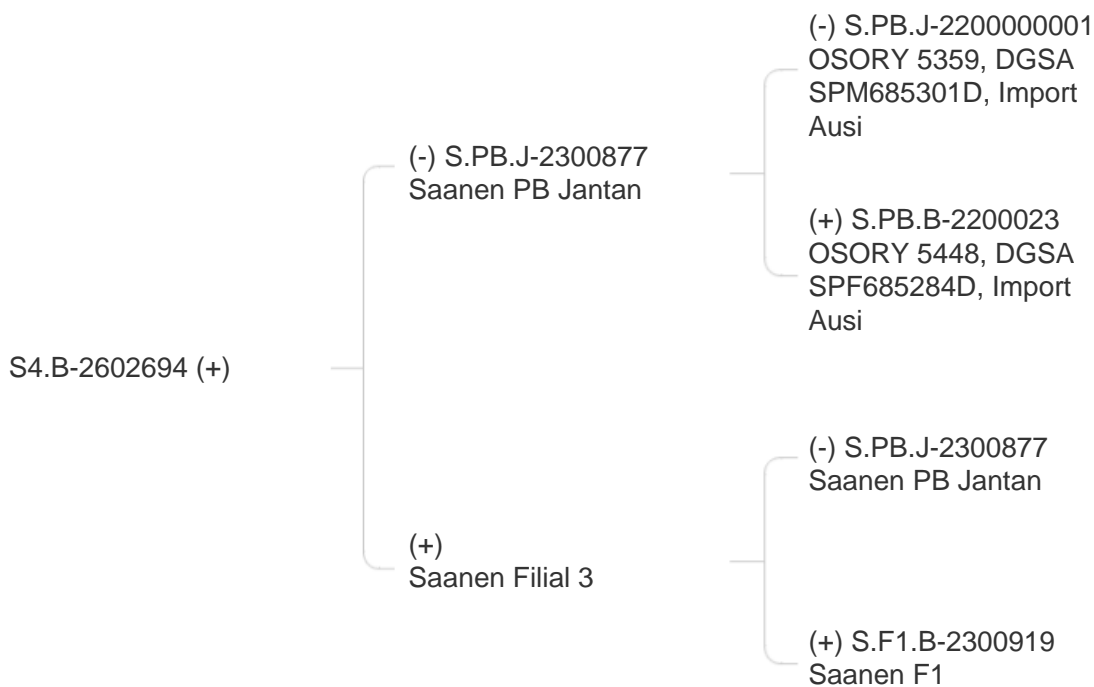 (-) S.PB.J-2200000001
OSORY 5359, DGSA
SPM685301D, Import
Ausi
(-) S.PB.J-2300877
Saanen PB Jantan
(+) S.PB.B-2200023
OSORY 5448, DGSA
SPF685284D, Import
Ausi
S4.B-2602694 (+)
(-) S.PB.J-2300877
Saanen PB Jantan
(+)
Saanen Filial 3
(+) S.F1.B-2300919
Saanen F1